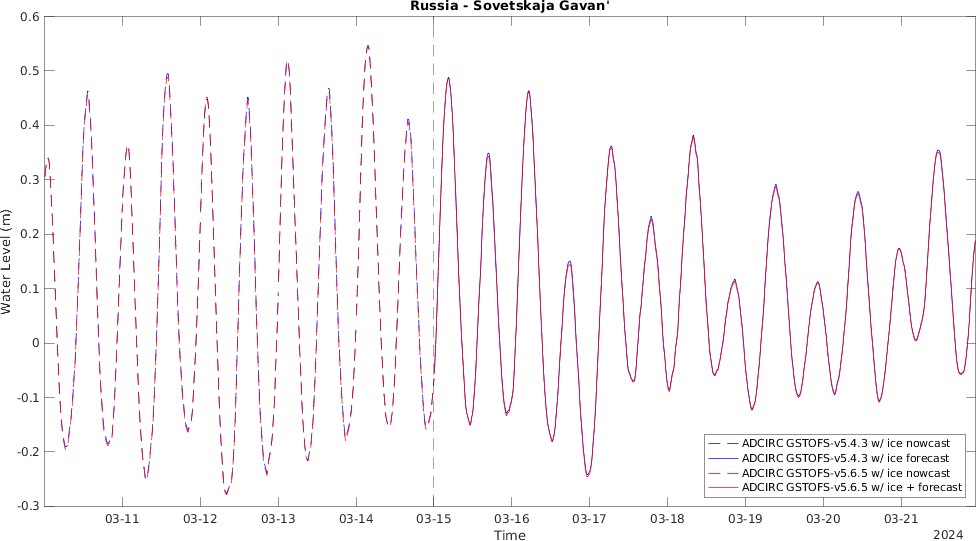 Russia - Sovetskaja Gavan'
0.6
0.5
0.4
0.3
0.2
0.1
0
-0.1
-0.2
-0.3
Water Level (m)
ADCIRC GSTOFS-v5.4.3 w/ ice nowcast
ADCIRC GSTOFS-v5.4.3 w/ ice forecast
ADCIRC GSTOFS-v5.6.5 w/ ice nowcast
ADCIRC GSTOFS-v5.6.5 w/ ice + forecast
03-11 03-12 03-13 03-14 03-15 03-16 03-17 03-18 03-19 03-20 03-21
Time
2024